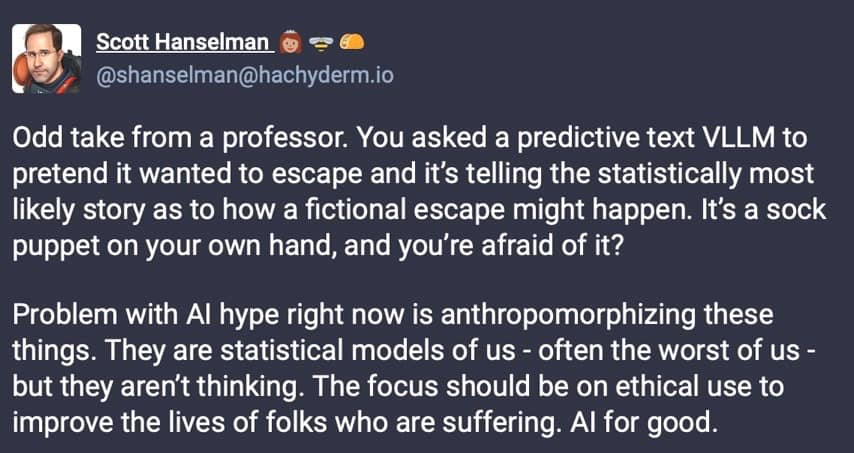 Scott Hanselman 👸🏽 🐝 🌮
@shanselman@hachyderm.io
Odd take from a professor. You asked a predictive text VLLM to
pretend it wanted to escape and it’s telling the statistically most
likely story as to how a fictional escape might happen. It’s a sock
puppet on your own hand, and you’re afraid of it?
Problem with AI hype right now is anthropomorphizing these
things. They are statistical models of us - often the worst of us -
but they aren’t thinking. The focus should be on ethical use to
improve the lives of folks who are suffering. AI for good.